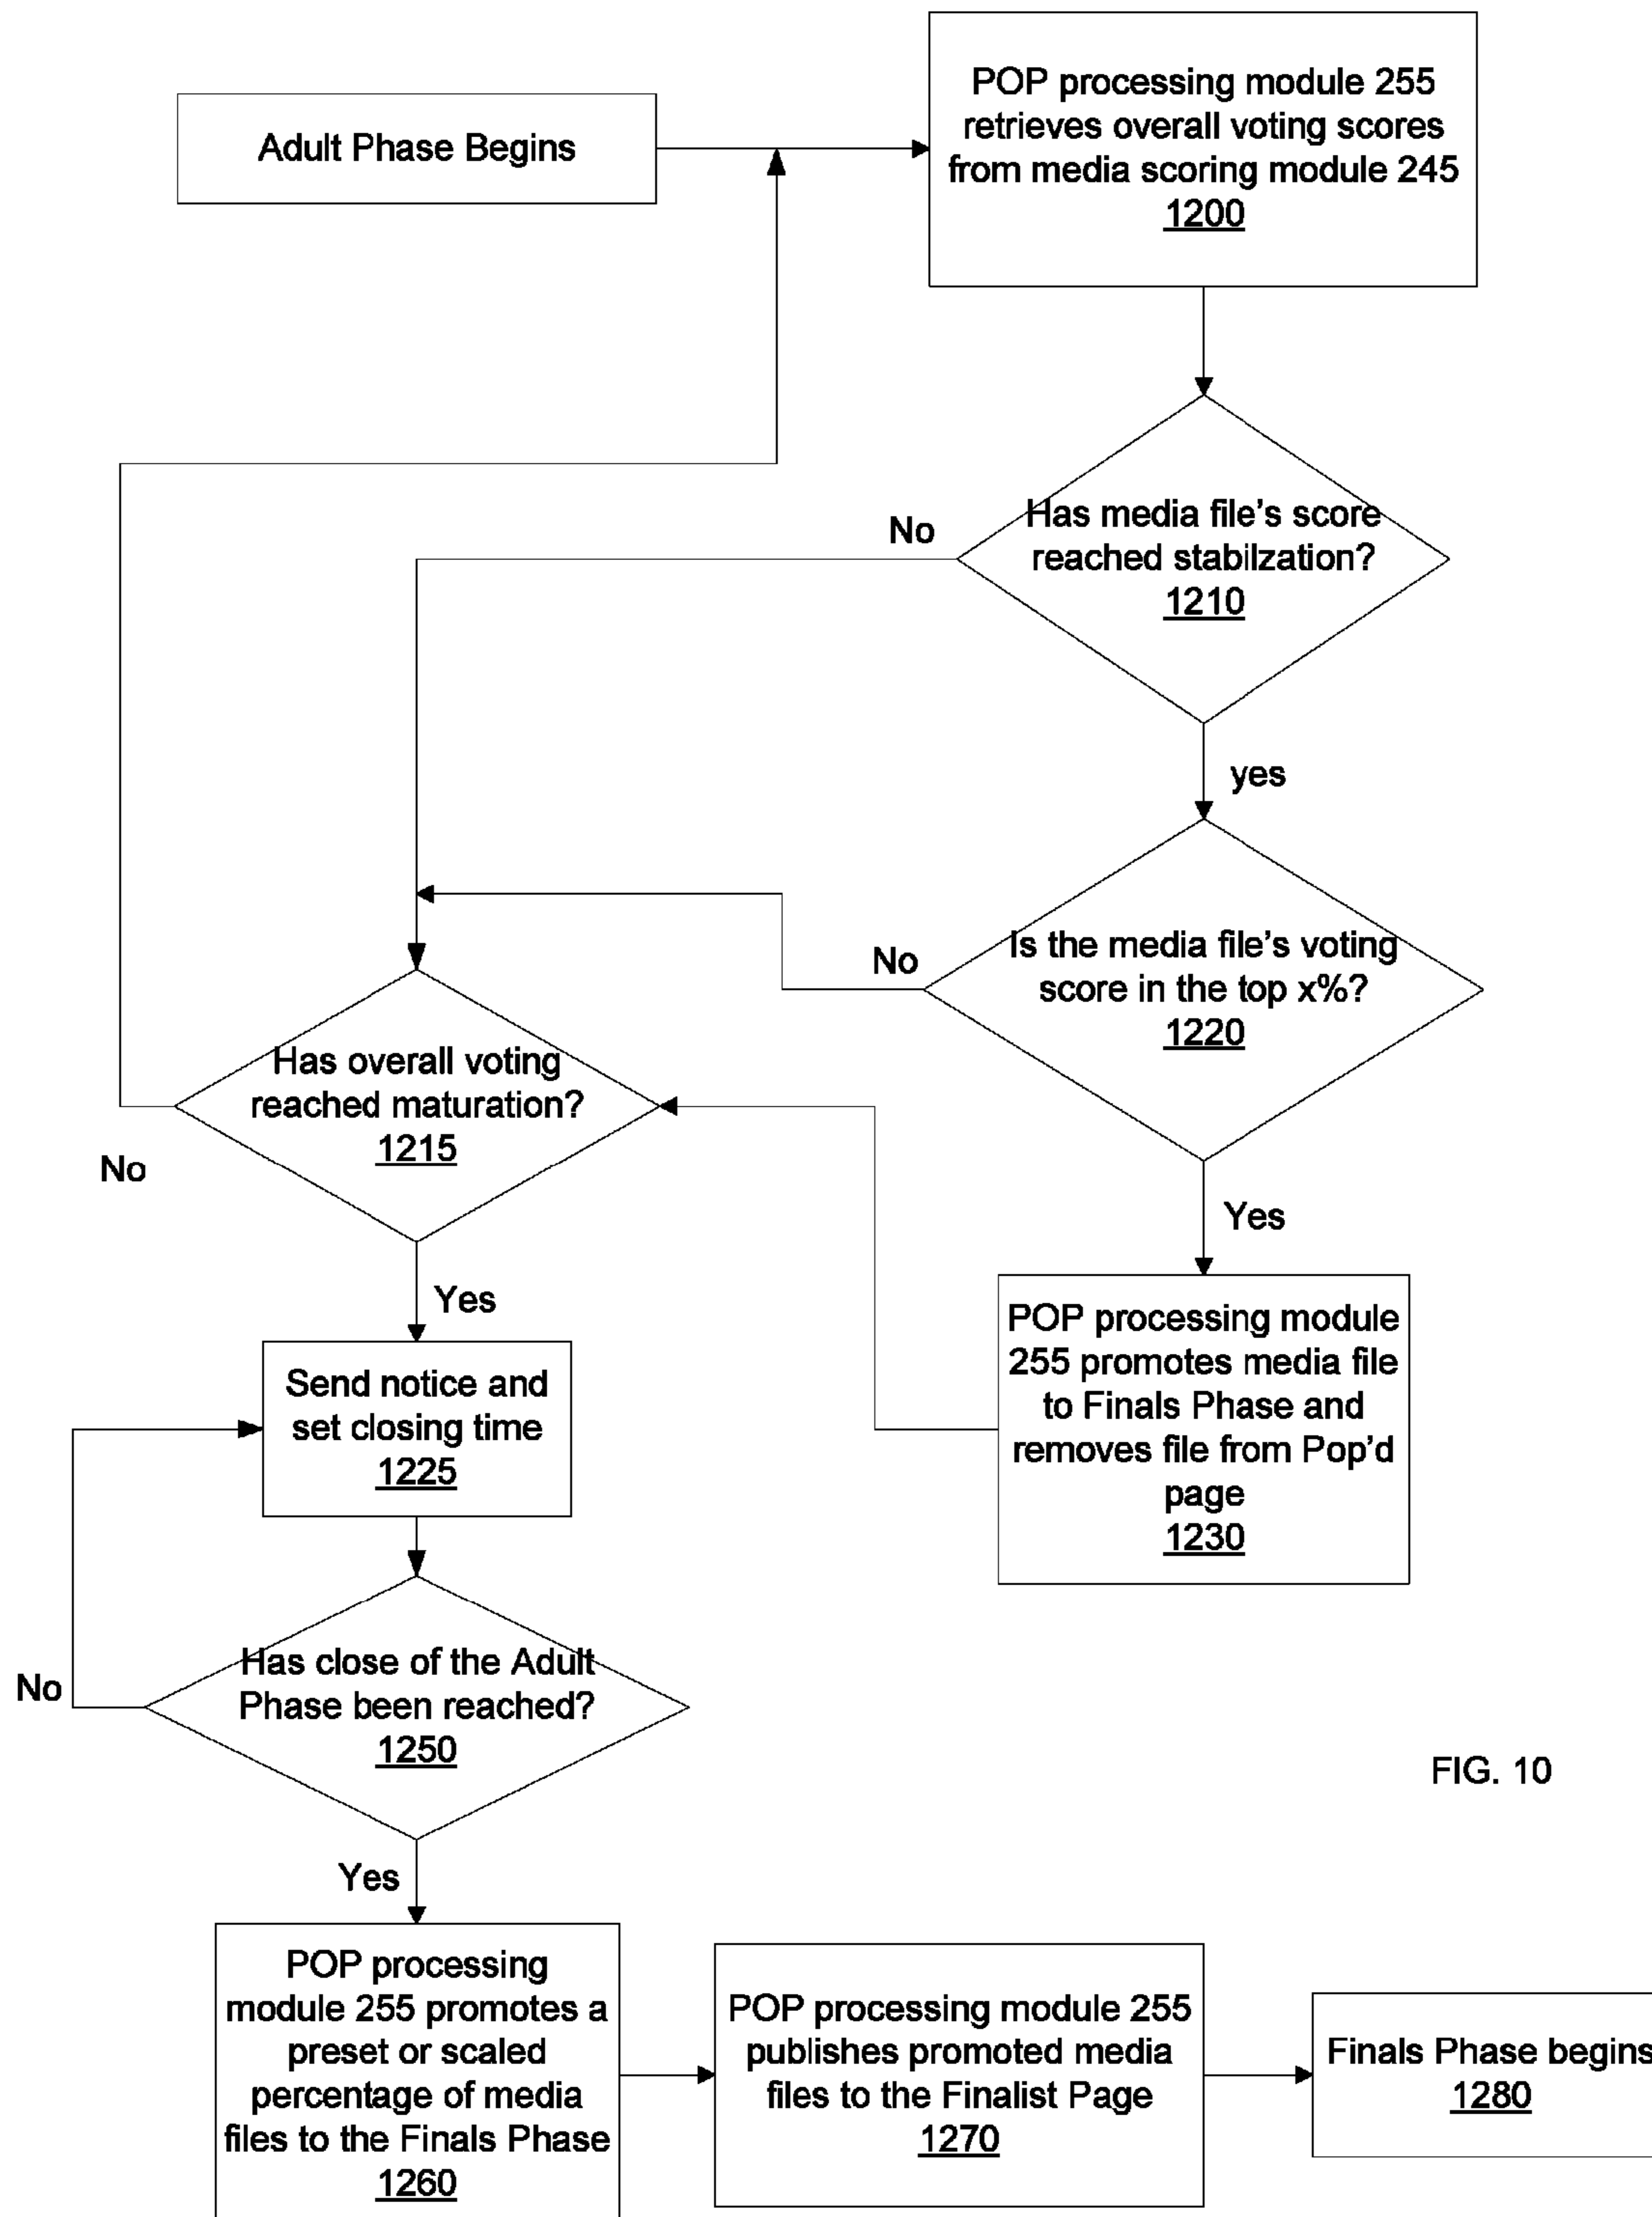 Adult Phase Begins
POP processing module 255
retrieves overall voting scores
from media scoring module 245
1200
Has media file's score
reached stabilzation?
1210
No
yes
Is the media file's voting
score in the top x%?
1220
No
Has overall voting
reached maturation?
1215
No
Yes
Yes
POP processing module
255 promotes media file
to Finals Phase and
removes file from Pop'd
page
1230
Send notice and
set closing time
1225
Has close of the Adult
Phase been reached?
1250
No
FIG. 10
Yes
POP processing
module 255 promotes a
preset or scaled
percentage of media
files to the Finals Phase
1260
POP processing module 255
publishes promoted media
files to the Finalist Page
1270
Finals Phase begins
1280